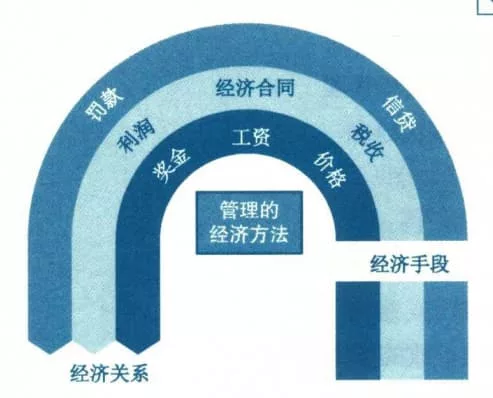 罚款
经济合同
信贷
利润
税收
奖金
工资
价格
管理的
经济方法
经济手段
经济关系